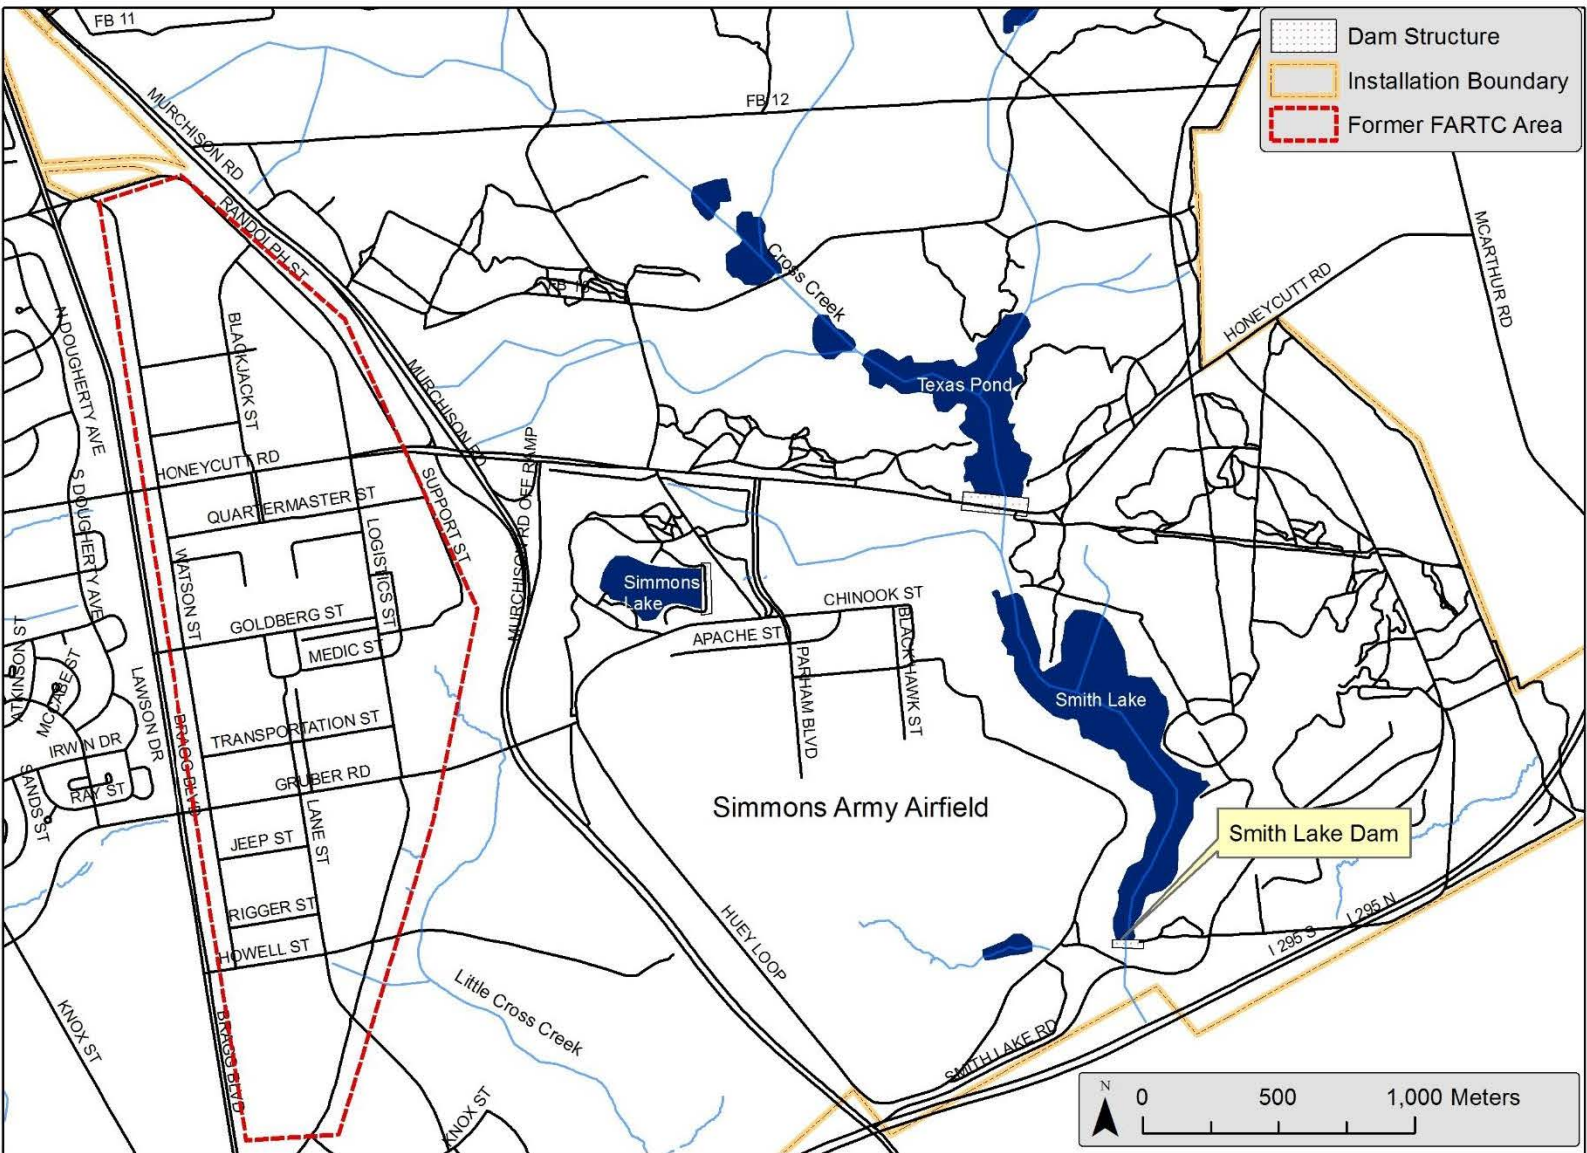 FB 11
Dam Structure
Installation Boundary
Former FARTC Area
MURCHISON RD
FB 12
RANDOLPH ST
Cross Creek
MCARTHUR RD
HONEYCUTT RD
N DOUGHERTY AVE
BLACKJACK ST
MURCHISON RD
Texas Pond
HONEYCUTT RD
S DOUGHERTY AVE
QUARTERMASTER ST
SUPPORT ST
MURCHISON RD OFF RAMP
LOGISTICS ST
WATSON ST
Simmons
Lake
CHINOOK ST
GOLDBERG ST
APACHE ST
BLACK HAWK ST
ATKINSON ST
MCCABE ST
MEDIC ST
PARHAM BLVD
LAWSON DR
Smith Lake
BRAGG BLVD
TRANSPORTATION ST
IRWIN DR
GRUBER RD
SANDS ST
RAY ST
Simmons Army Airfield
JEEP ST
LANE ST
Smith Lake Dam
RIGGER ST
HOWELL ST
HUEY LOOP
I 295 S
I 295 N
Little Cross Creek
KNOX ST
BRAGG BLVD
SMITH LAKE RD
KNOX ST
N
0 500 1,000 Meters